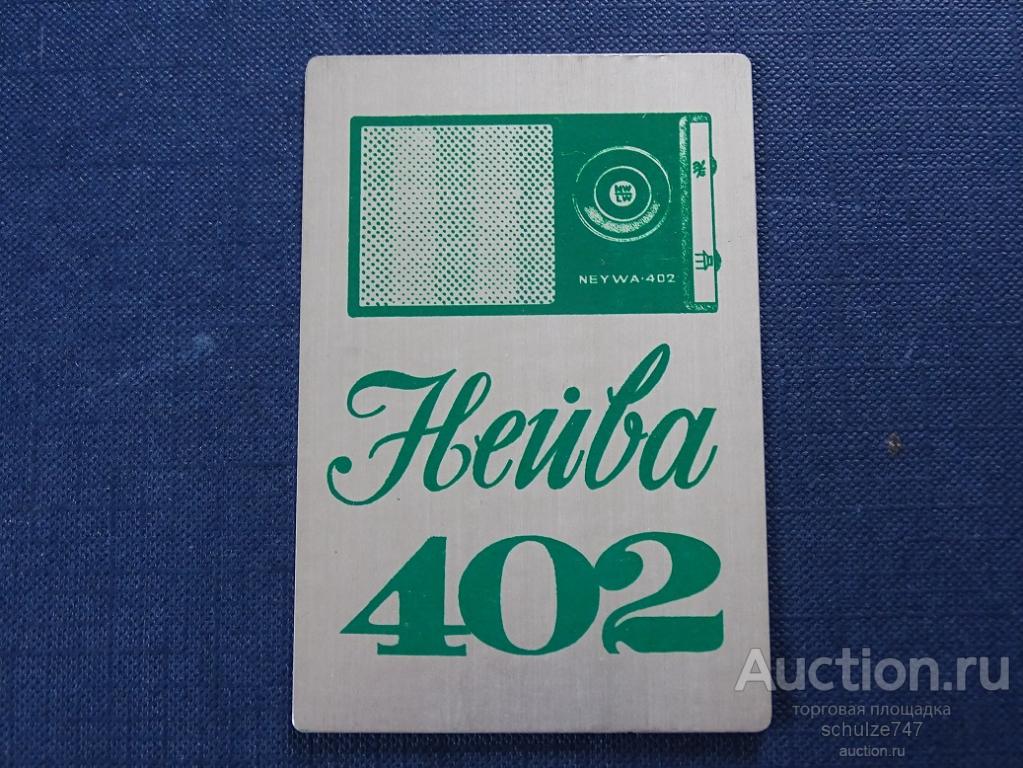 MW
LW
NEYWA·402
Нейва
402
Auction.ru
торговая площадка
schulze747
auction.ru